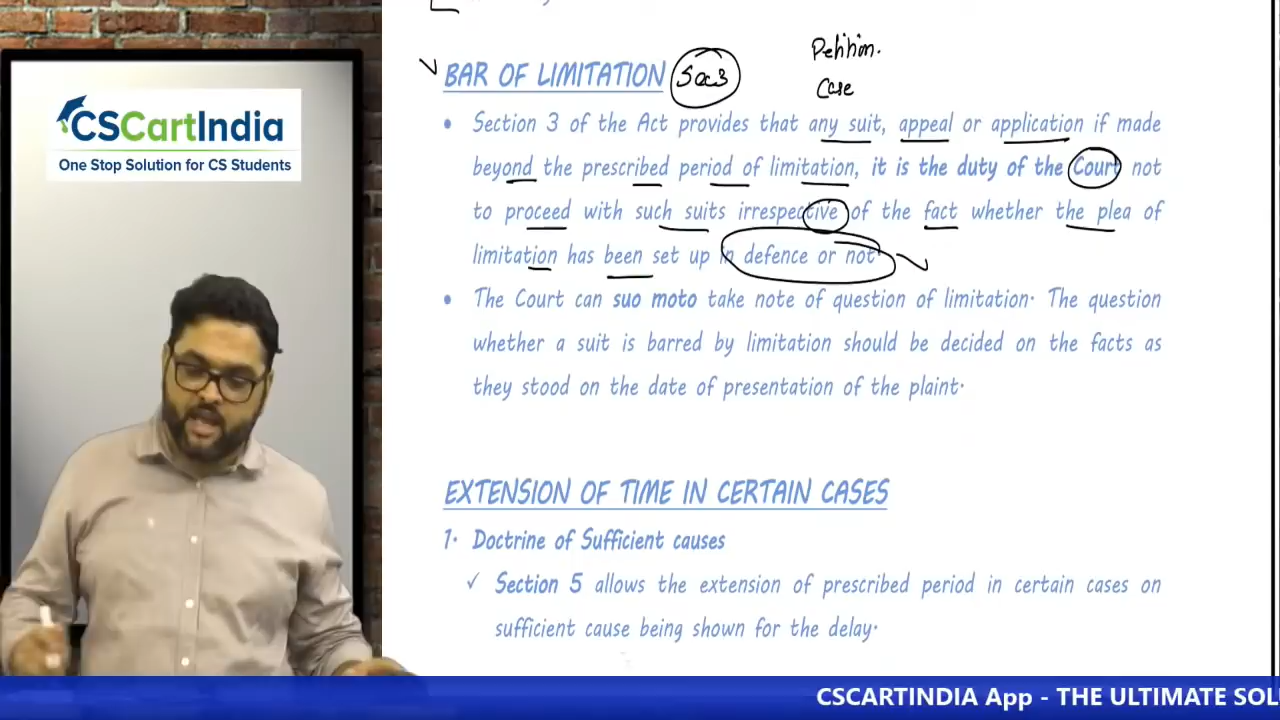 CSCartIndia
One Stop Solution for CS Students
Petition.
Case
BAR OF LIMITATION Sec 3
• Section 3 of the Act provides that any suit, appeal or application if made
beyond the prescribed period of limitation, it is the duty of the Court not
to proceed with such suits irrespective of the fact whether the plea of
limitation has been set up in defence or not
• The Court can suo moto take note of question of limitation. The question
whether a suit is barred by limitation should be decided on the facts as
they stood on the date of presentation of the plaint.
EXTENSION OF TIME IN CERTAIN CASES
1. Doctrine of Sufficient causes
✓ Section 5 allows the extension of prescribed period in certain cases on
sufficient cause being shown for the delay.
CSCARTINDIA App - THE ULTIMATE SOL